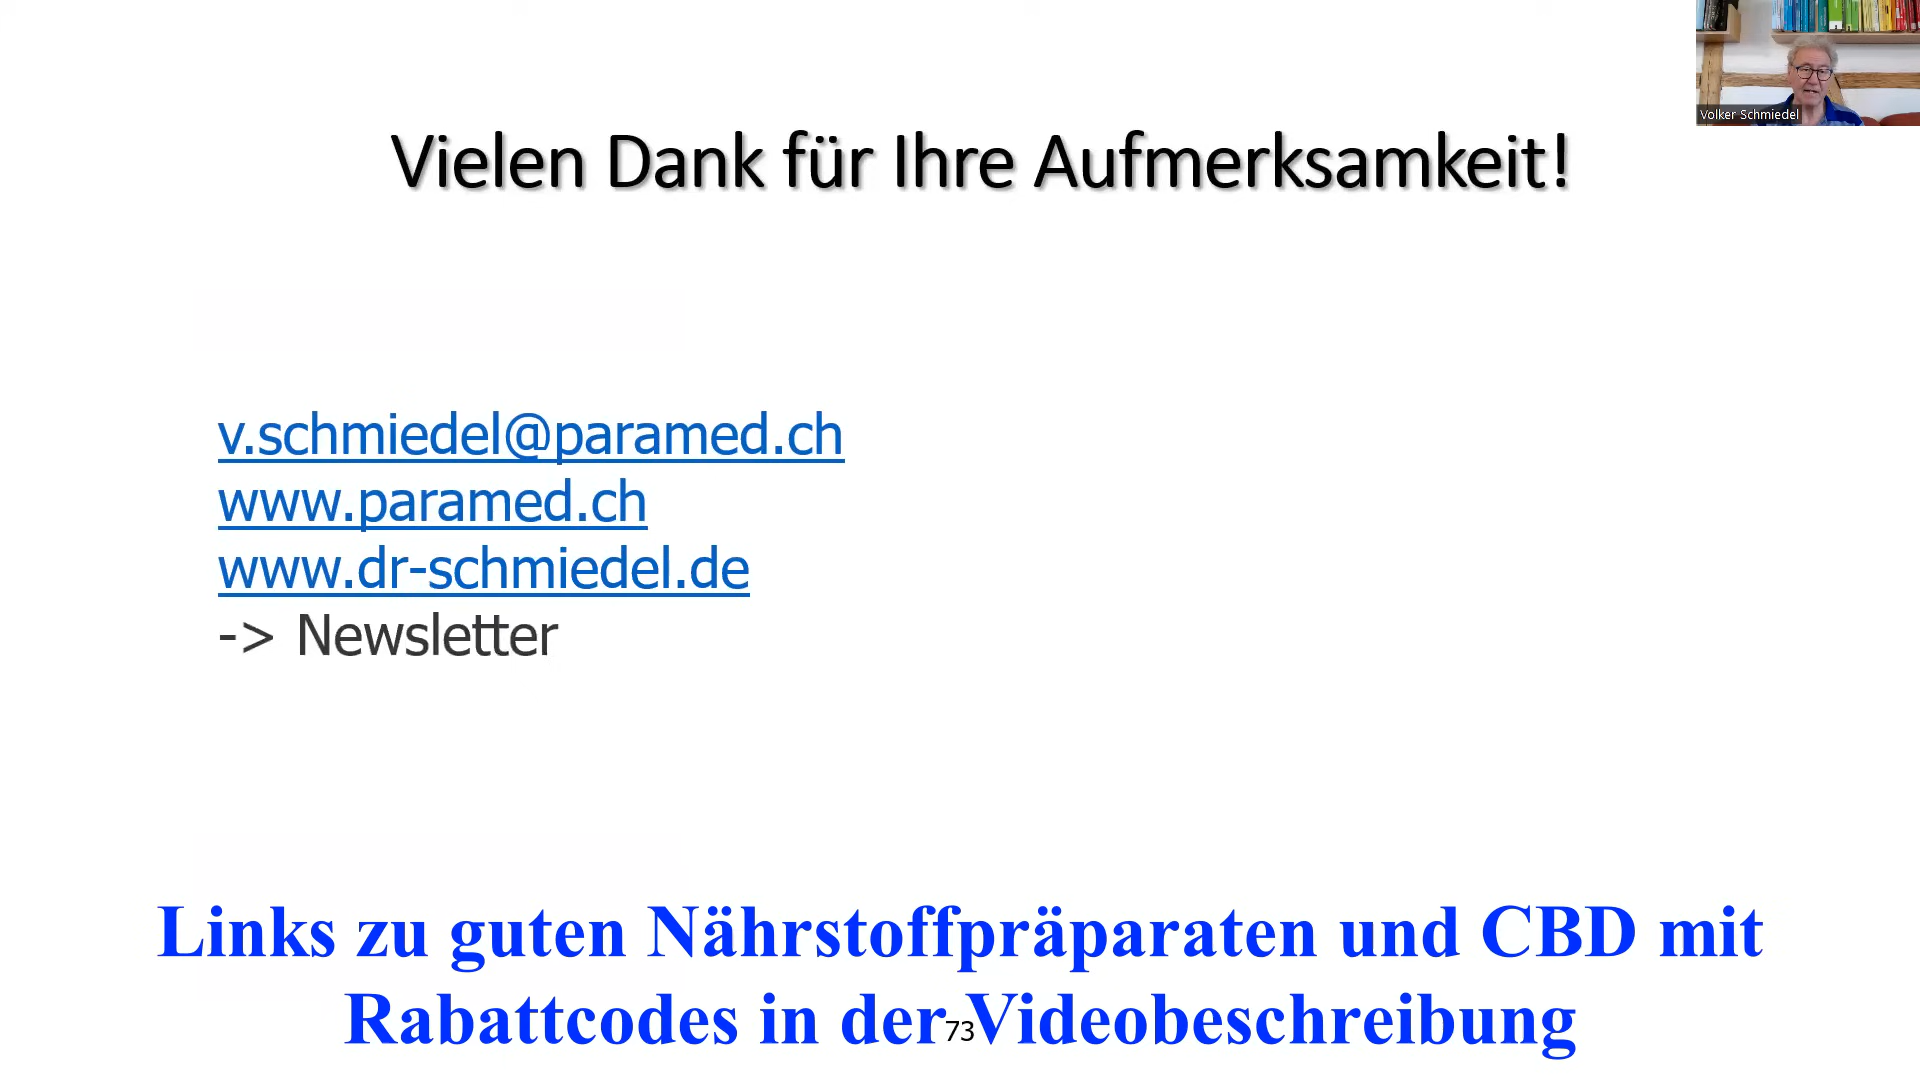 Volker Schmiedel
Vielen Dank für Ihre Aufmerksamkeit!
v.schmiedel@paramed.ch
www.paramed.ch
www.dr-schmiedel.de
-> Newsletter
Links zu guten Nährstoffpräparaten und CBD mit
Rabattcodes in der Videobeschreibung
73